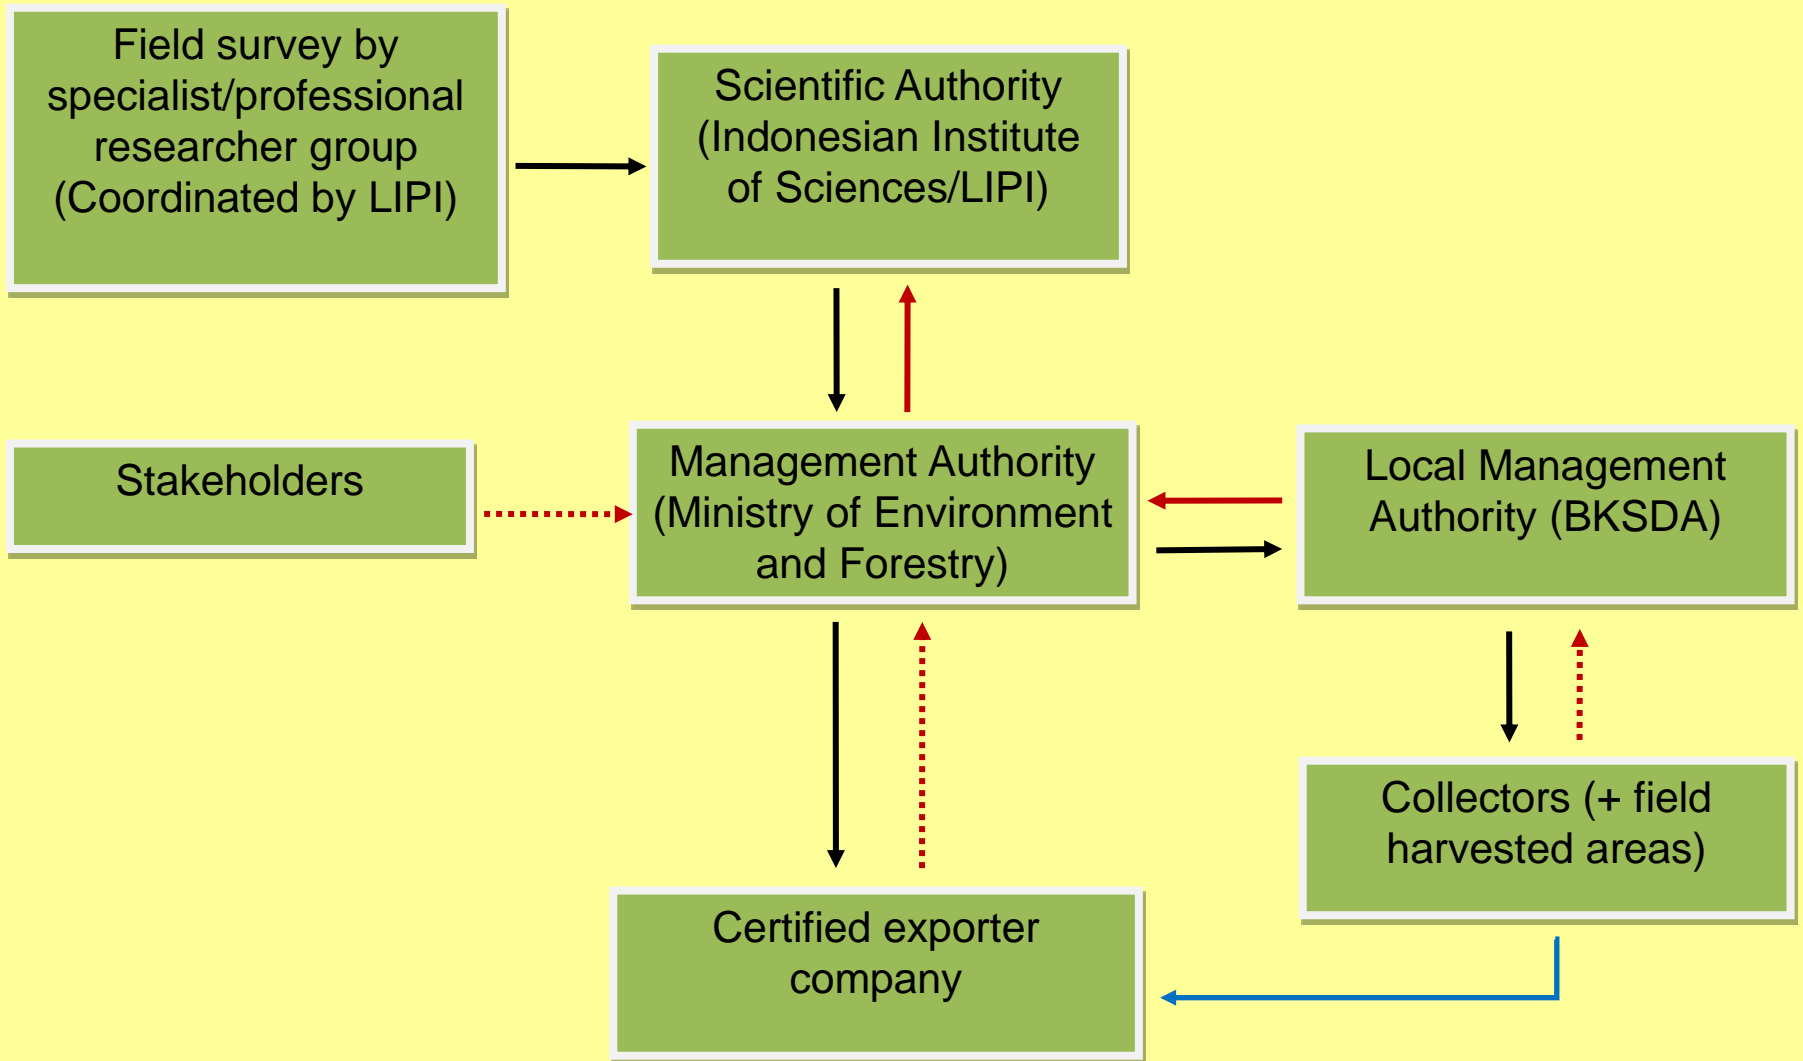 Field survey by
specialist/professional
researcher group
(Coordinated by LIPI)
Scientific Authority
(Indonesian Institute
of Sciences/LIPI)
Stakeholders
Management Authority
(Ministry of Environment
and Forestry)
Local Management
Authority (BKSDA)
Collectors (+ field
harvested areas)
Certified exporter
company